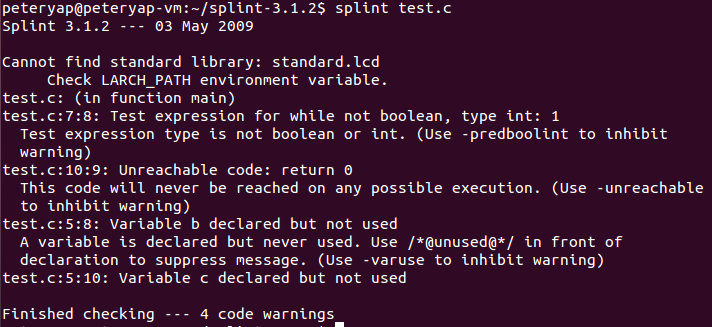 peteryap@peteryap-vm:~/splint-3.1.2$ splint test.c
Splint 3.1.2 --- 03 May 2009
Cannot find standard library: standard.lcd
Check LARCH_PATH environment variable.
test.c: (in function main)
test.c:7:8: Test expression for while not boolean, type int: 1
Test expression type is not boolean or int. (Use -predboolint to inhibit
warning)
test.c:10:9: Unreachable code: return 0
This code will never be reached on any possible execution. (Use -unreachable
to inhibit warning)
test.c:5:8: Variable b declared but not used
A variable is declared but never used. Use /*@unused@*/ in front of
declaration to suppress message. (Use -varuse to inhibit warning)
test.c:5:10: Variable c declared but not used
Finished checking --- 4 code warnings